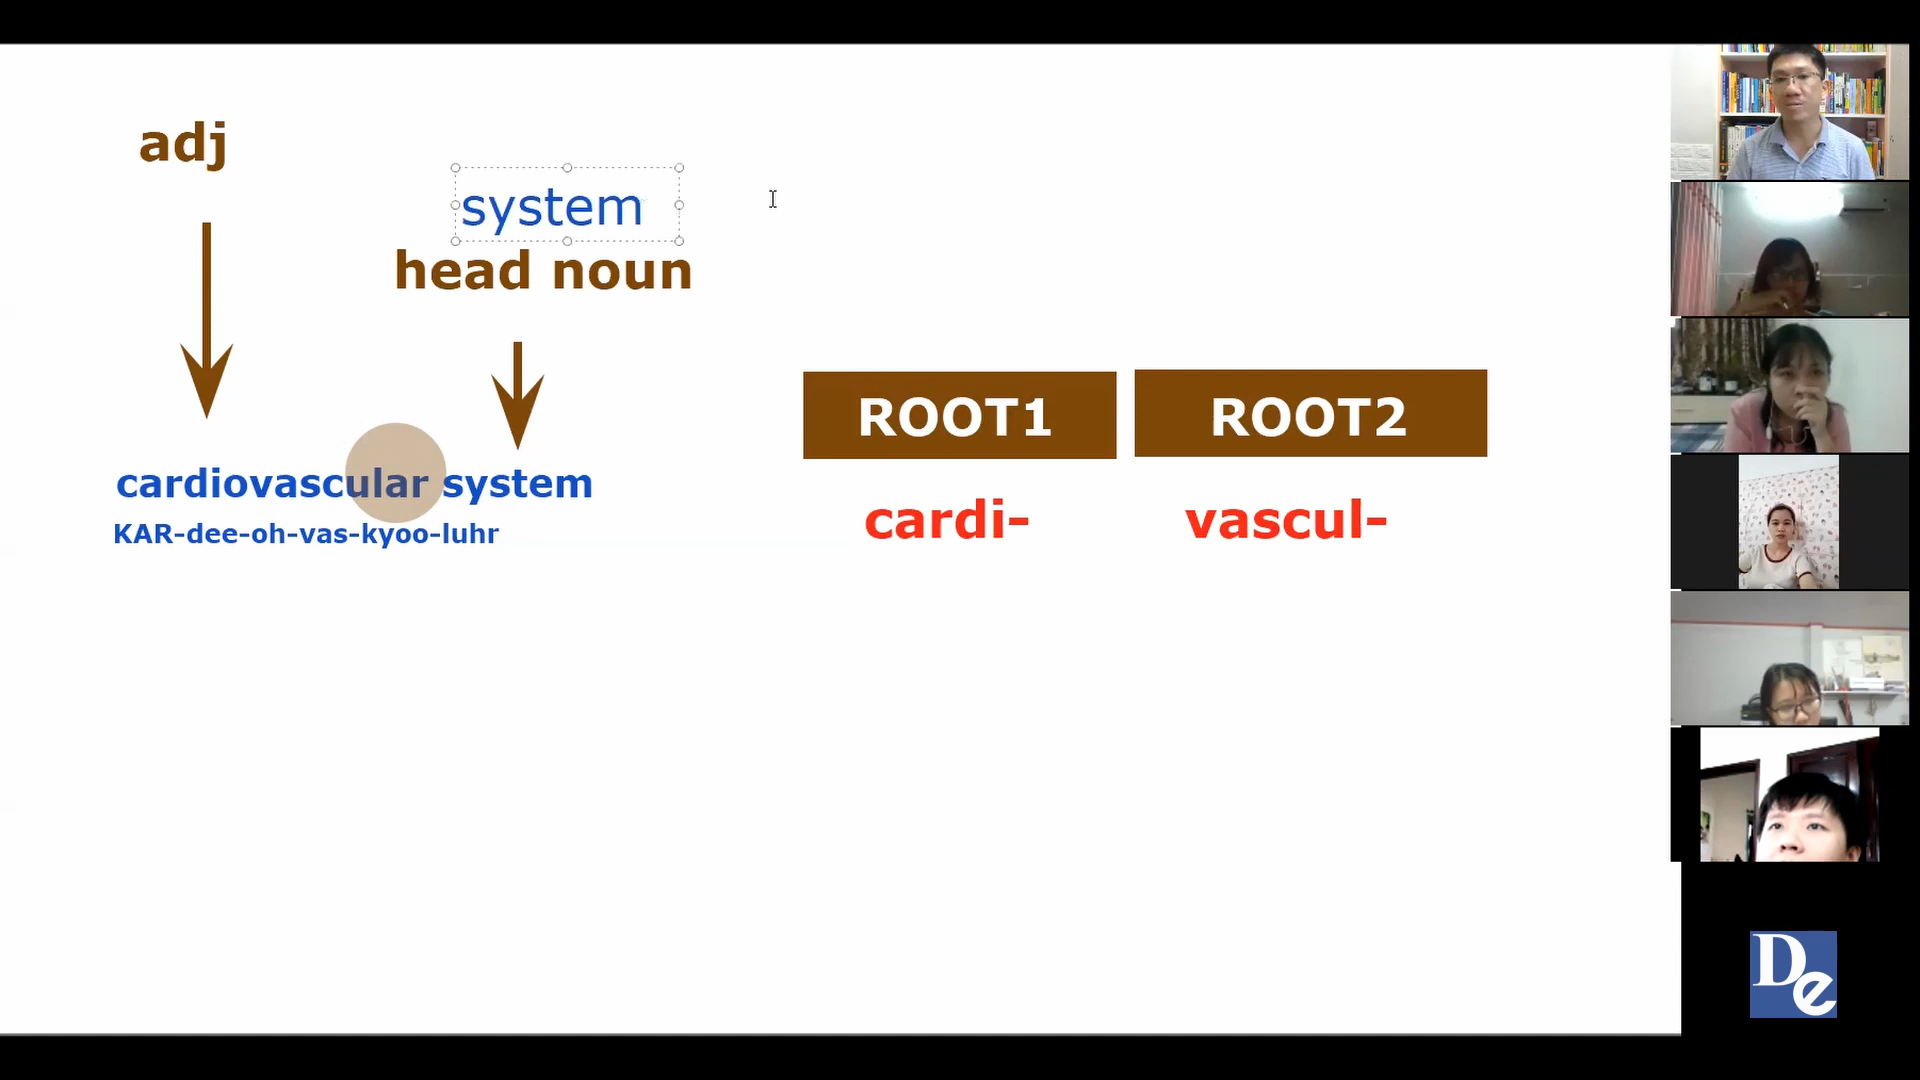 adj
system
head noun
cardiovascular system
KAR-dee-oh-vas-kyoo-luhr
ROOT1
ROOT2
cardi-
vascul-
De